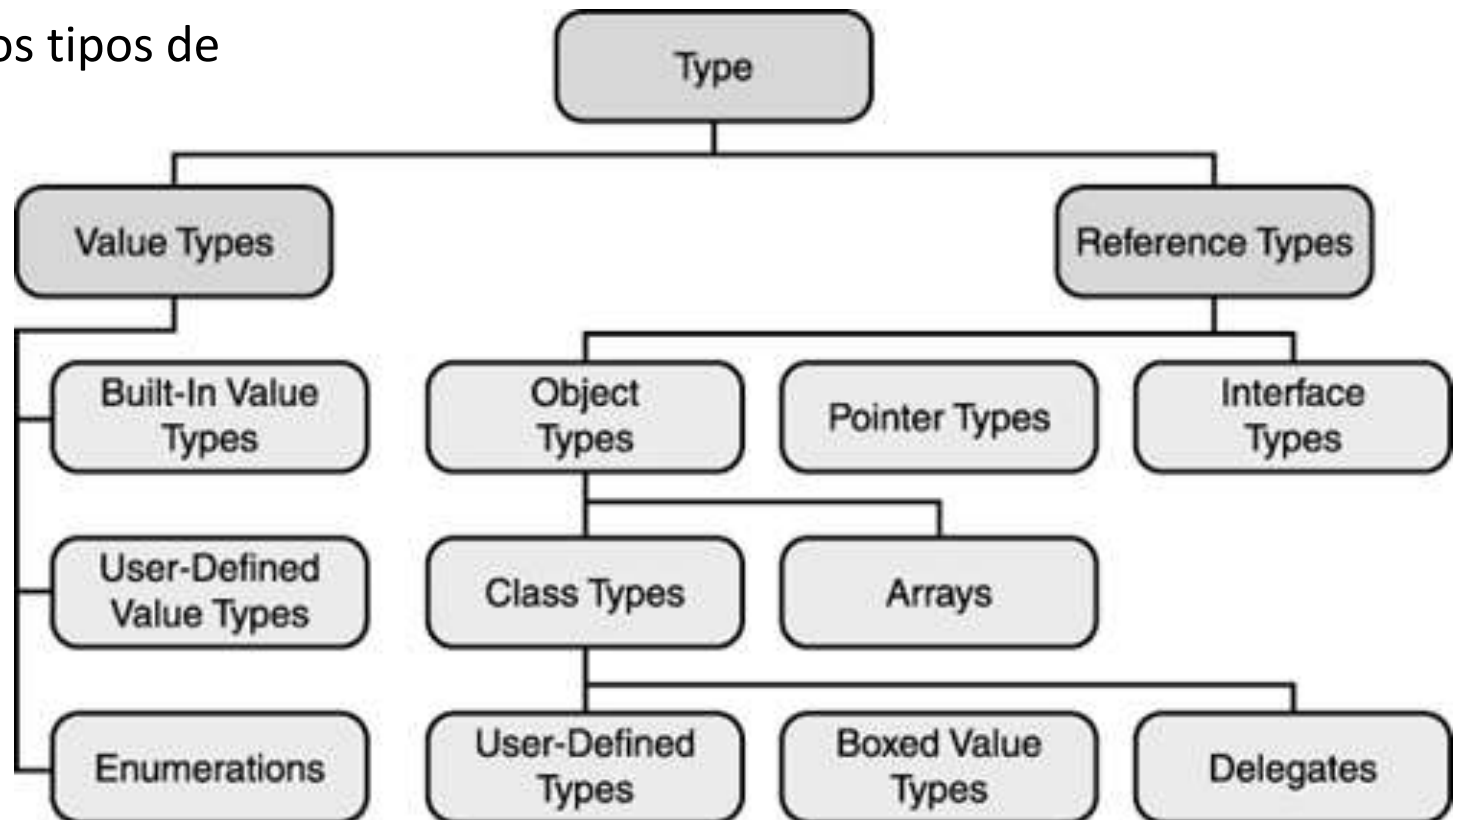 os tipos de
Type
Value Types
Reference Types
Built-In Value
Types
Object
Types
Pointer Types
Interface
Types
User-Defined
Value Types
Class Types
Arrays
Enumerations
User-Defined
Types
Boxed Value
Types
Delegates